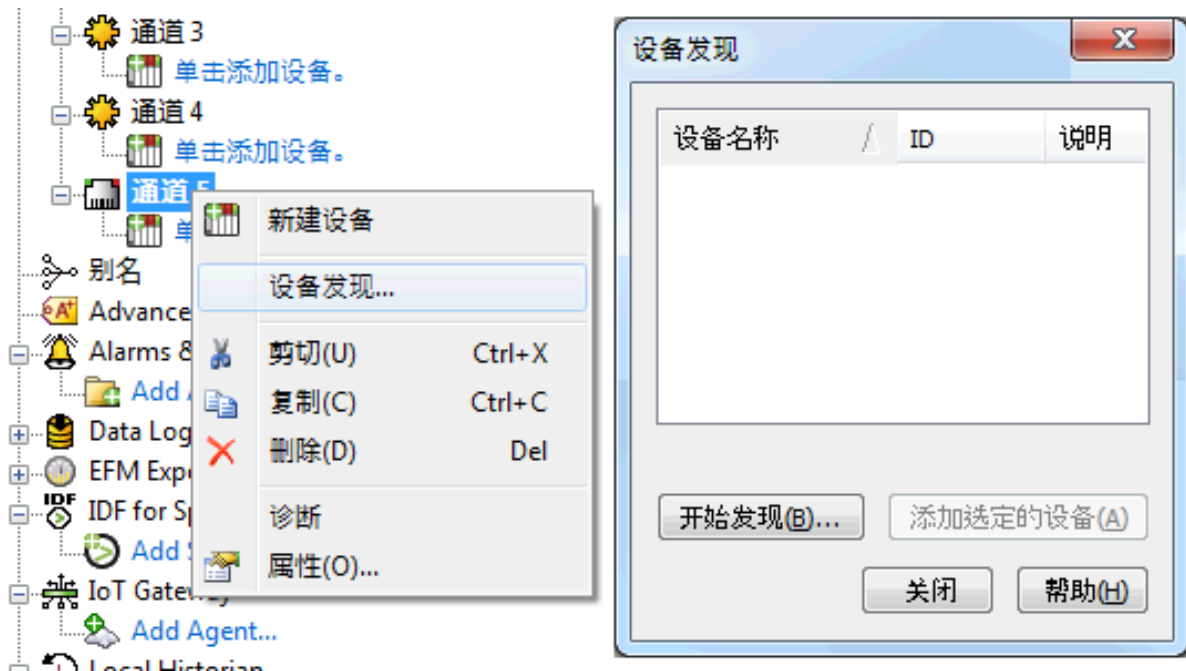 通道 3
单击添加设备。
通道 4
单击添加设备。
通道 5
新建设备
设备发现...
别名
Advance
Alarms &
剪切(U) Ctrl+X
Add
复制(C) Ctrl+C
Data Log
删除(D) Del
EFM Exp
IDF for Sp
诊断
Add
属性(O)...
IoT Gateway
Add Agent...
Local Historian
设备发现
设备名称 ID 说明
开始发现(B)... 添加选定的设备(A)
关闭 帮助(H)